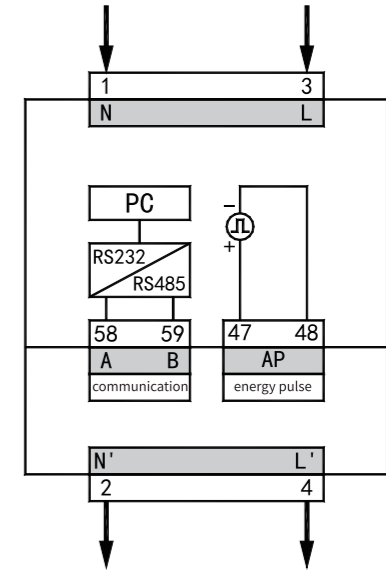 1 3
N L
PC
−
+
RS232
RS485
58 59 47 48
A B AP
communication energy pulse
N' L'
2 4